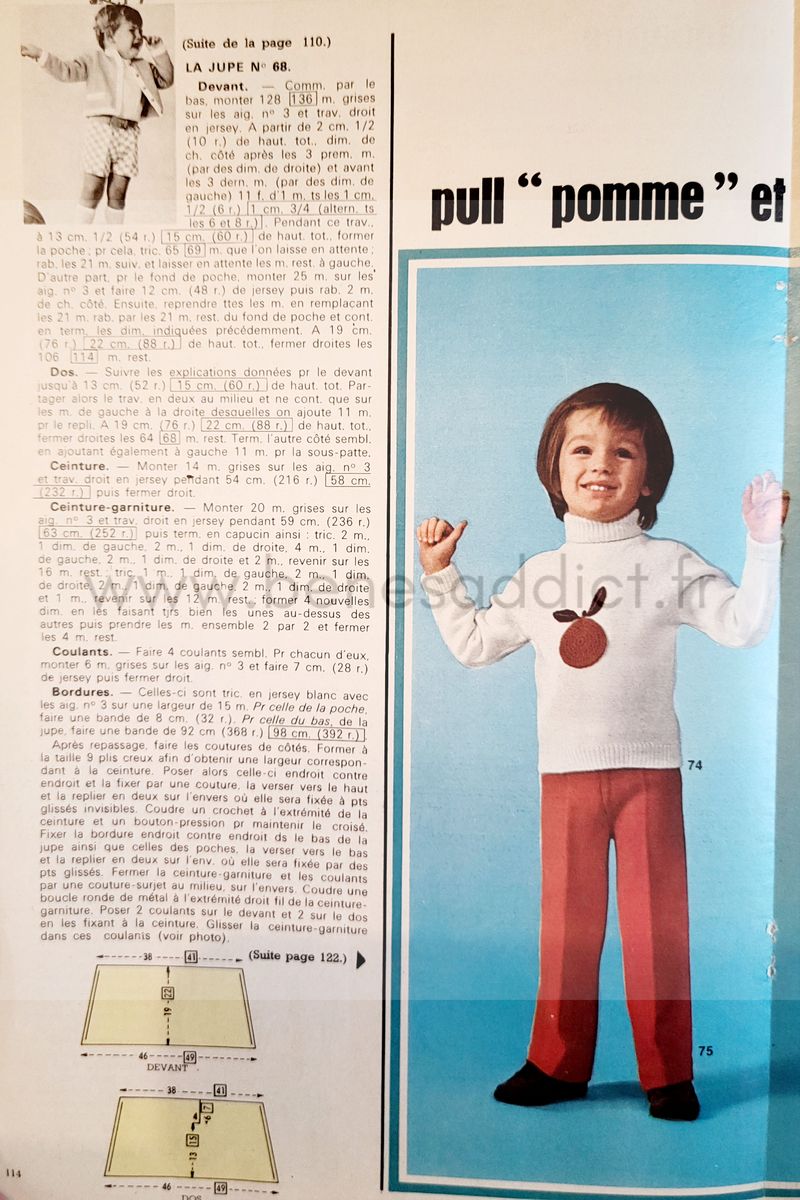 (Suite de la page 110.)
LA JUPE N° 68.
Devant. — Comm. par le
bas, monter 128 136 m. grises
sur les aig. n° 3 et trav. droit
en jersey. A partir de 2 cm. 1/2
(10 r.) de haut. tot., dim. de
ch. côté après les 3 prem. m.
(par des dim. de droite) et avant
les 3 dern. m. (par des dim. de
gauche) 11 f. d'1 m. ts les 1 cm.
1/2 (6 r.) 1 cm. 3/4 (altern. ts
les 6 et 8 r.). Pendant ce trav.,
à 13 cm. 1/2 (54 r.) 15 cm. (60 r.) de haut. tot., former
la poche ; pr cela, tric. 65 69 m. que l'on laisse en attente ;
rab. les 21 m. suiv. et laisser en attente les m. rest. à gauche.
D'autre part, pr le fond de poche, monter 25 m. sur les
aig. n° 3 et faire 12 cm. (48 r.) de jersey puis rab. 2 m.
de ch. côté. Ensuite, reprendre ttes les m. en remplaçant
les 21 m. rab. par les 21 m. rest. du fond de poche et cont.
en term. les dim. indiquées précédemment. A 19 cm.
(76 r.) 22 cm. (88 r.) de haut. tot., fermer droites les
106 114 m. rest.
Dos. — Suivre les explications données pr le devant
jusqu'à 13 cm. (52 r.) 15 cm. (60 r.) de haut. tot. Par-
tager alors le trav. en deux au milieu et ne cont. que sur
les m. de gauche à la droite desquelles on ajoute 11 m.
pr le repli. A 19 cm. (76 r.) 22 cm. (88 r.) de haut. tot.,
fermer droites les 64 68 m. rest. Term. l'autre côté sembl.
en ajoutant également à gauche 11 m. pr la sous-patte.
Ceinture. — Monter 14 m. grises sur les aig. n° 3
et trav. droit en jersey pendant 54 cm. (216 r.) 58 cm.
(232 r.) puis fermer droit.
Ceinture-garniture. — Monter 20 m. grises sur les
aig. n° 3 et trav. droit en jersey pendant 59 cm. (236 r.)
63 cm. (252 r.) puis term. en capucin ainsi : tric. 2 m.,
1 dim. de gauche, 2 m., 1 dim. de droite, 4 m., 1 dim.
de gauche, 2 m., 1 dim. de droite et 2 m., revenir sur les
16 m. rest. ; tric. 1 m., 1 dim. de gauche, 2 m., 1 dim.
de droite, 2 m., 1 dim. de gauche, 2 m., 1 dim. de droite
et 1 m., revenir sur les 12 m. rest. ; former 4 nouvelles
dim. en les faisant tjrs bien les unes au-dessus des
autres puis prendre les m. ensemble 2 par 2 et fermer
les 4 m. rest.
Coulants. — Faire 4 coulants sembl. Pr chacun d'eux,
monter 6 m. grises sur les aig. n° 3 et faire 7 cm. (28 r.)
de jersey puis fermer droit.
Bordures. — Celles-ci sont tric. en jersey blanc avec
les aig. n° 3 sur une largeur de 15 m. Pr celle de la poche,
faire une bande de 8 cm. (32 r.). Pr celle du bas, de la
jupe, faire une bande de 92 cm (368 r.) 98 cm. (392 r.).
Après repassage, faire les coutures de côtés. Former à
la taille 9 plis creux afin d'obtenir une largeur correspon-
dant à la ceinture. Poser alors celle-ci endroit contre
endroit et la fixer par une couture, la verser vers le haut
et la replier en deux sur l'envers où elle sera fixée à pts
glissés invisibles. Coudre un crochet à l'extrémité de la
ceinture et un bouton-pression pr maintenir le croisé.
Fixer la bordure endroit contre endroit ds le bas de la
jupe ainsi que celles des poches, la verser vers le bas
et la replier en deux sur l'env. où elle sera fixée par des
pts glissés. Fermer la ceinture-garniture et les coulants
par une couture-surjet au milieu, sur l'envers. Coudre une
boucle ronde de métal à l'extrémité droit fil de la ceinture-
garniture. Poser 2 coulants sur le devant et 2 sur le dos
en les fixant à la ceinture. Glisser la ceinture-garniture
dans ces coulants (voir photo).
(Suite page 122.)
38 41
19 22
46 49
DEVANT
38 41
6 7
13 15
46 49
DOS
114
pull “ pomme ” et
74
75
www.genesaddict.fr